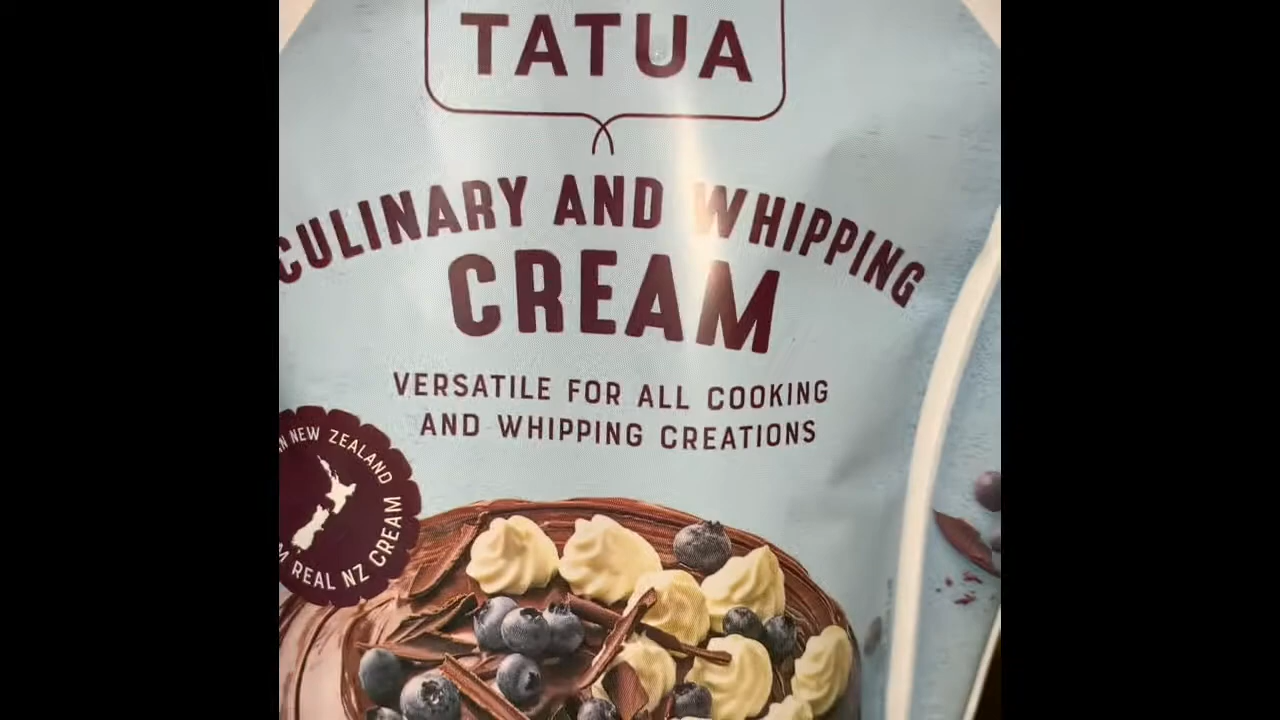 TATUA
CULINARY AND WHIPPING
CREAM
VERSATILE FOR ALL COOKING
AND WHIPPING CREATIONS
NEW ZEALAND
REAL NZ CREAM